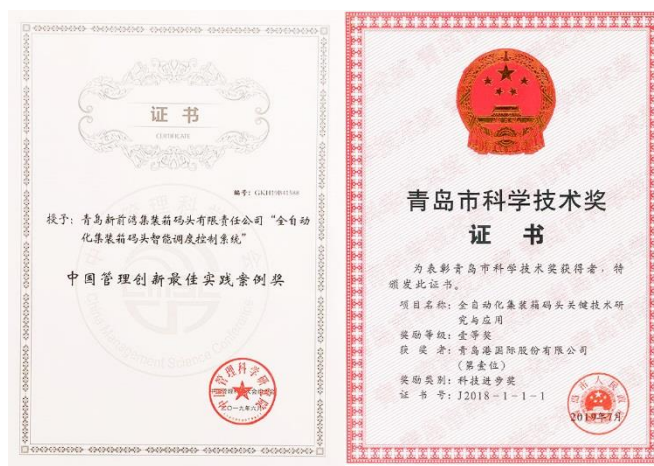 证 书
CERTIFICATE
授予：青岛新前湾集装箱码头有限责任公司“全自动
化集装箱码头智能调度控制系统”
中国管理创新最佳实践案例奖
二〇一九年六月
青岛市科学技术奖
证 书
为表彰青岛市科学技术奖获得者，特
颁发此证书。
项目名称：全自动化集装箱码头关键技术研
究与应用
奖励等级：壹等奖
获 奖 者：青岛港国际股份有限公司
(第壹位)
奖励类别：科技进步奖
证 书 号：J2018-1-1-1
2019年7月